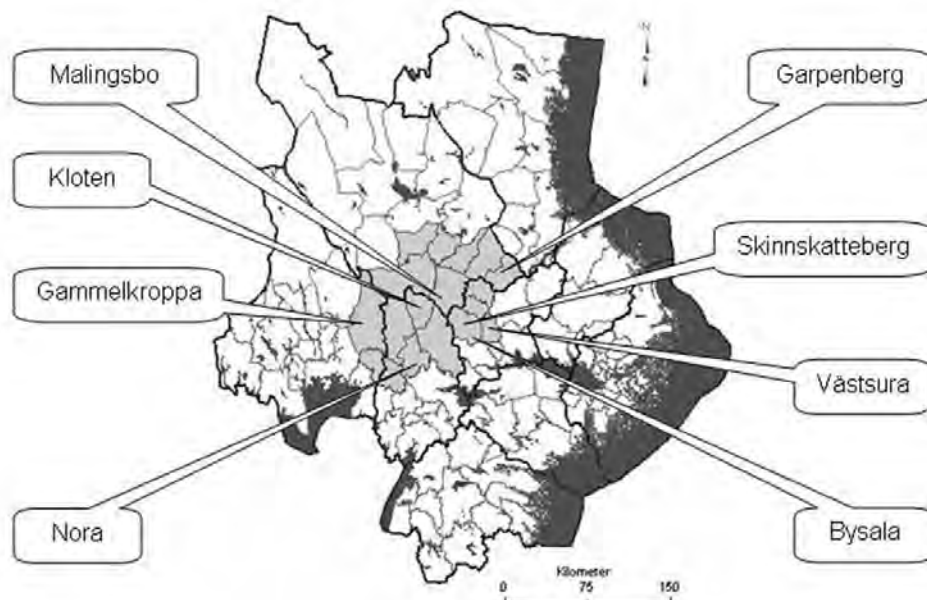 Malingsbo
Garpenberg
Kloten
Skinnskatteberg
Gammelkroppa
Västsura
Nora
Bysala
Kilometer
0 75 150